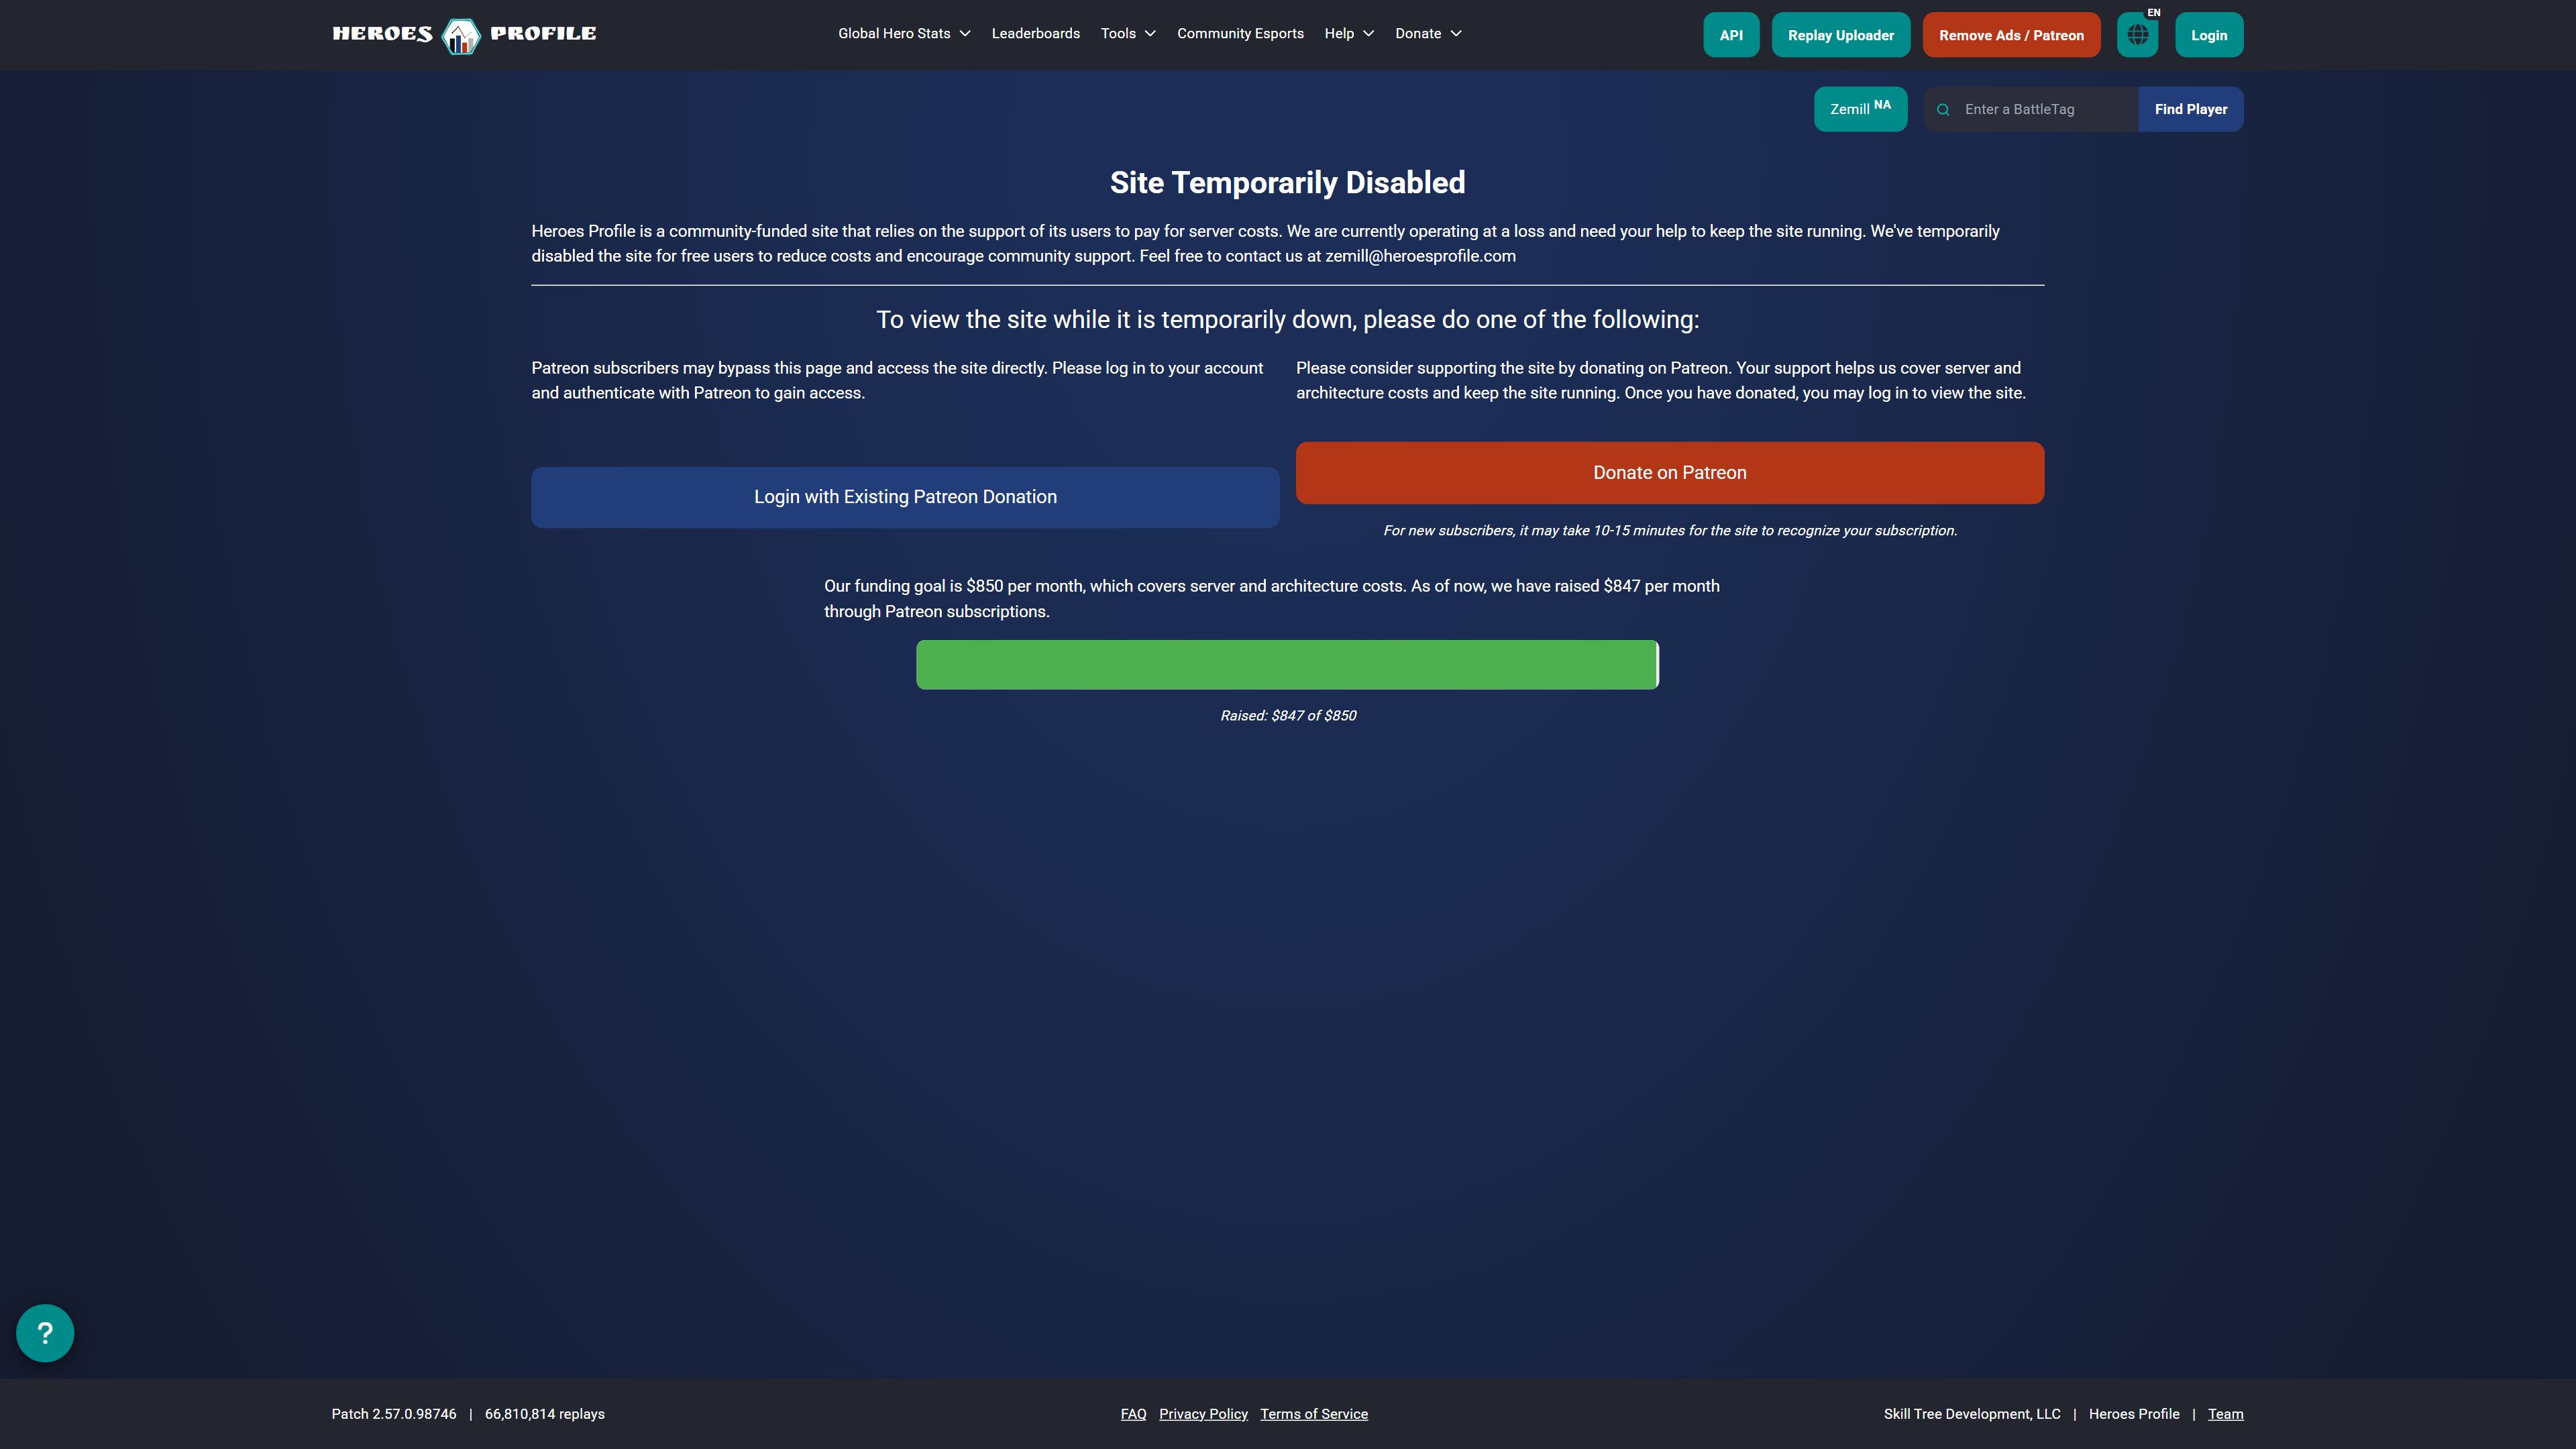 HEROES PROFILE
Global Hero Stats
Leaderboards
Tools
Community Esports
Help
Donate
API
Replay Uploader
Remove Ads / Patreon
EN
Login
Zemill NA
Enter a BattleTag
Find Player
Site Temporarily Disabled
Heroes Profile is a community-funded site that relies on the support of its users to pay for server costs. We are currently operating at a loss and need your help to keep the site running. We've temporarily
disabled the site for free users to reduce costs and encourage community support. Feel free to contact us at zemill@heroesprofile.com
To view the site while it is temporarily down, please do one of the following:
Patreon subscribers may bypass this page and access the site directly. Please log in to your account
and authenticate with Patreon to gain access.
Login with Existing Patreon Donation
Please consider supporting the site by donating on Patreon. Your support helps us cover server and
architecture costs and keep the site running. Once you have donated, you may log in to view the site.
Donate on Patreon
For new subscribers, it may take 10-15 minutes for the site to recognize your subscription.
Our funding goal is $850 per month, which covers server and architecture costs. As of now, we have raised $847 per month
through Patreon subscriptions.
Raised: $847 of $850
?
Patch 2.57.0.98746 | 66,810,814 replays
FAQ Privacy Policy Terms of Service
Skill Tree Development, LLC | Heroes Profile | Team